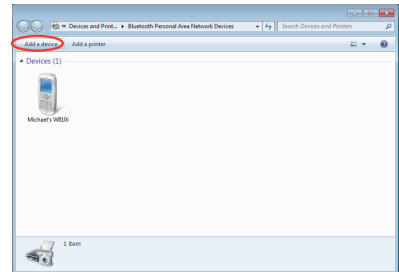 « Devices and Print... ▸ Bluetooth Personal Area Network Devices
Search Devices and Printers
Add a device
Add a printer
Devices (1)
Michael's W810i
1 item